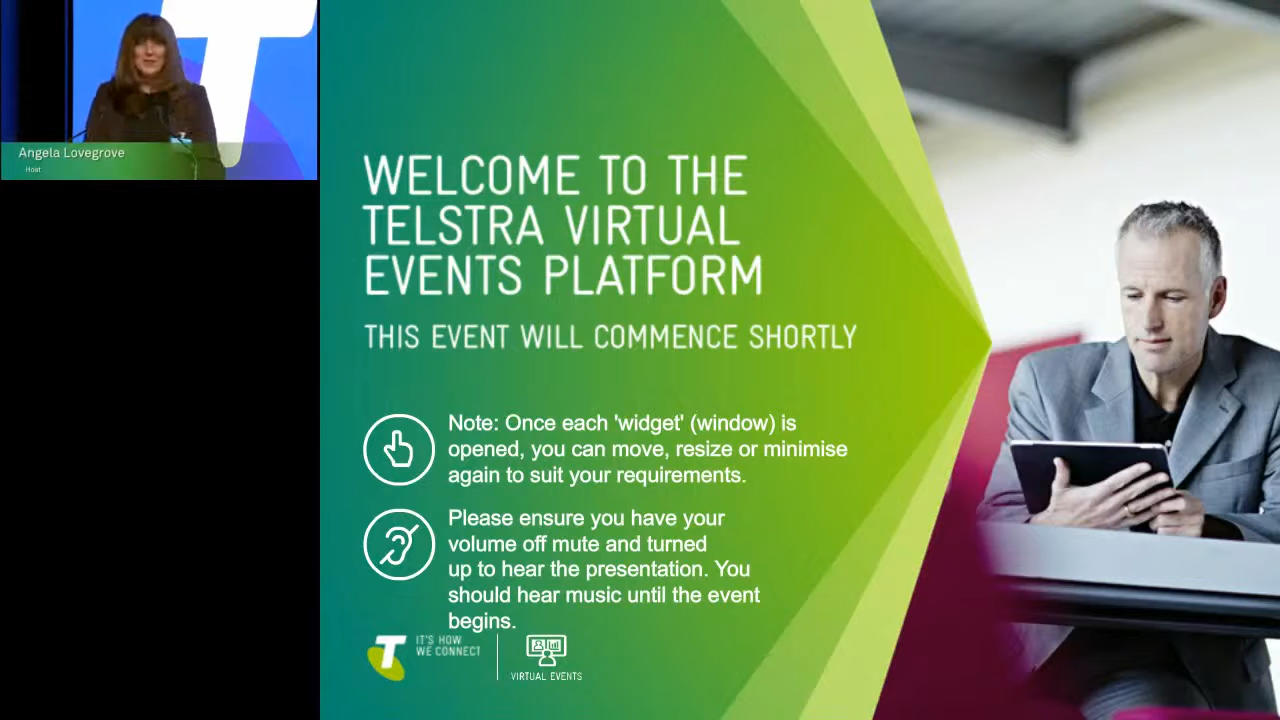 Angela Lovegrove
Host
WELCOME TO THE
TELSTRA VIRTUAL
EVENTS PLATFORM
THIS EVENT WILL COMMENCE SHORTLY
Note: Once each 'widget' (window) is
opened, you can move, resize or minimise
again to suit your requirements.
Please ensure you have your
volume off mute and turned
up to hear the presentation. You
should hear music until the event
begins.
T
IT'S HOW
WE CONNECT
VIRTUAL EVENTS